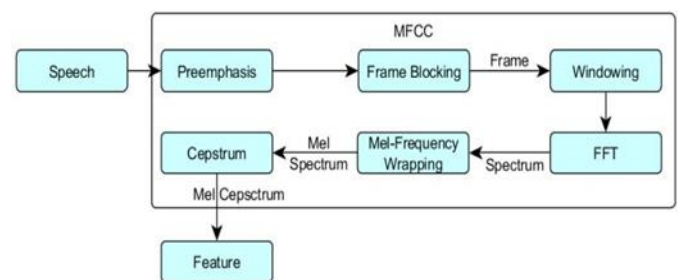 MFCC
Speech
Preemphasis
Frame Blocking
Frame
Windowing
Cepstrum
Mel
Spectrum
Mel-Frequency
Wrapping
Spectrum
FFT
Mel Cepsctrum
Feature